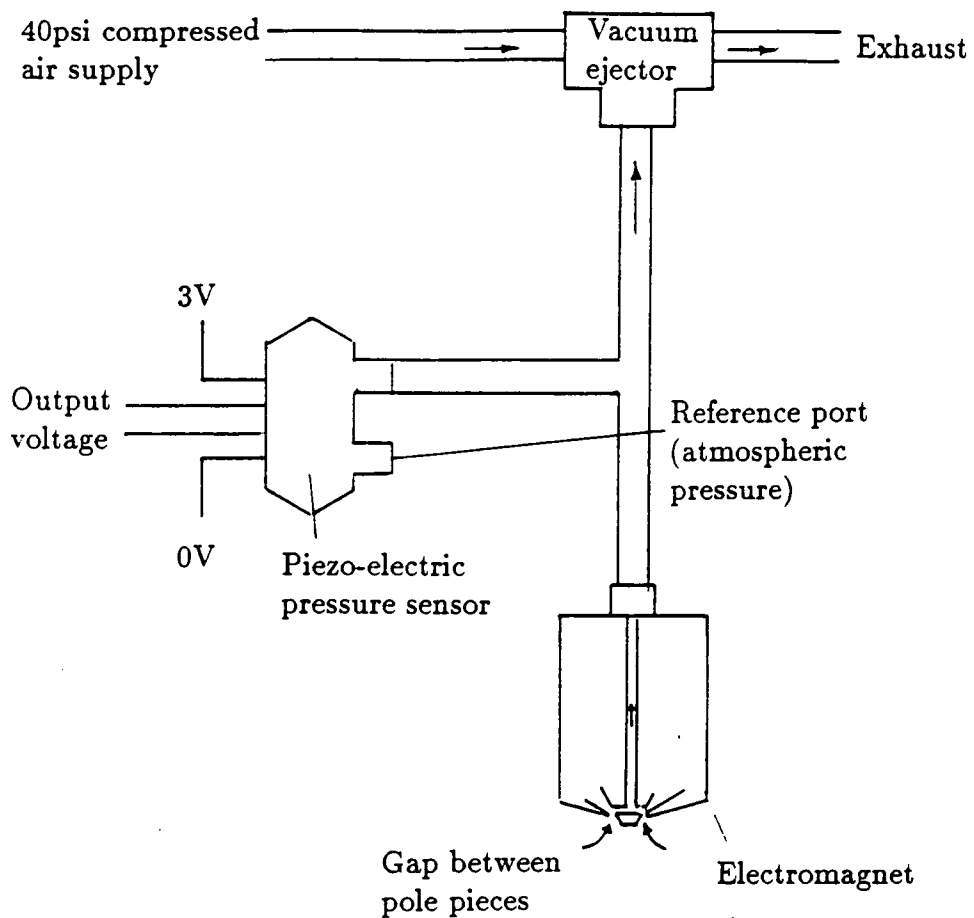 40psi compressed
air supply
Vacuum
ejector
Exhaust
3V
Output
voltage
0V
Reference port
(atmospheric
pressure)
Piezo-electric
pressure sensor
Gap between
pole pieces
Electromagnet